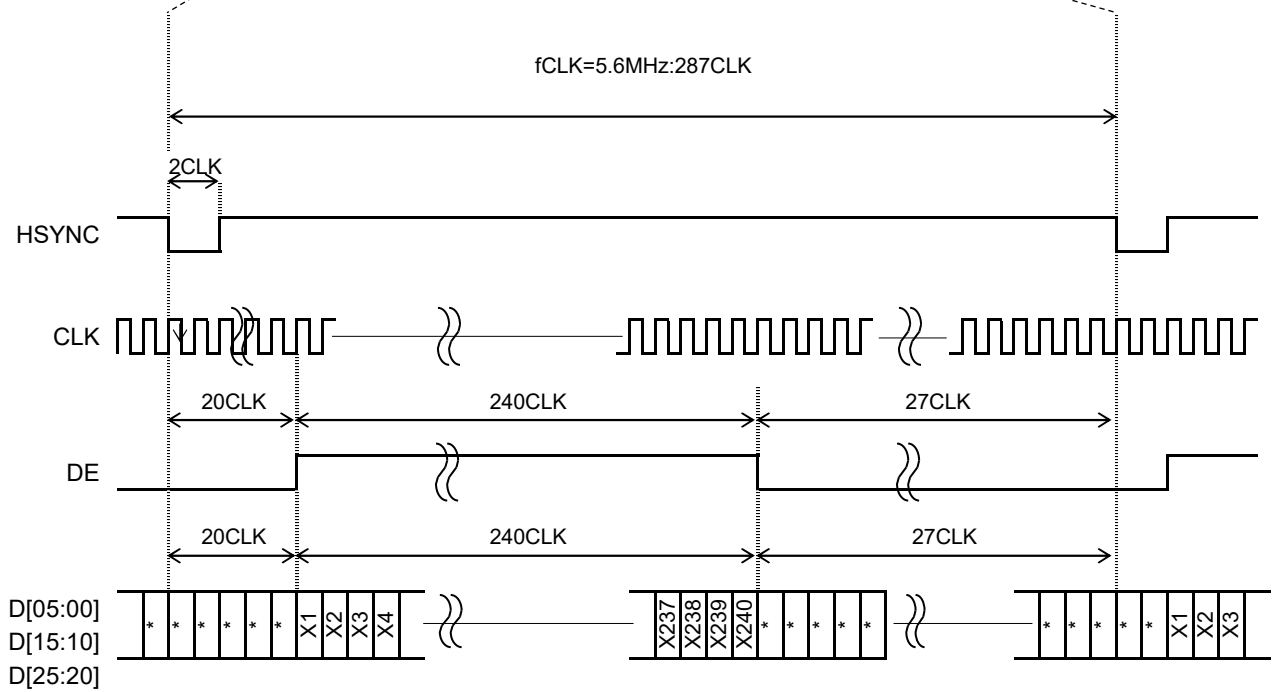 fCLK=5.6MHz:287CLK
2CLK
HSYNC
CLK
20CLK 240CLK 27CLK
DE
20CLK 240CLK 27CLK
D[05:00]
D[15:10]
D[25:20]
* * * * * * X1 X2 X3 X4 X237 X238 X239 X240 * * * * * * * * * * X1 X2 X3